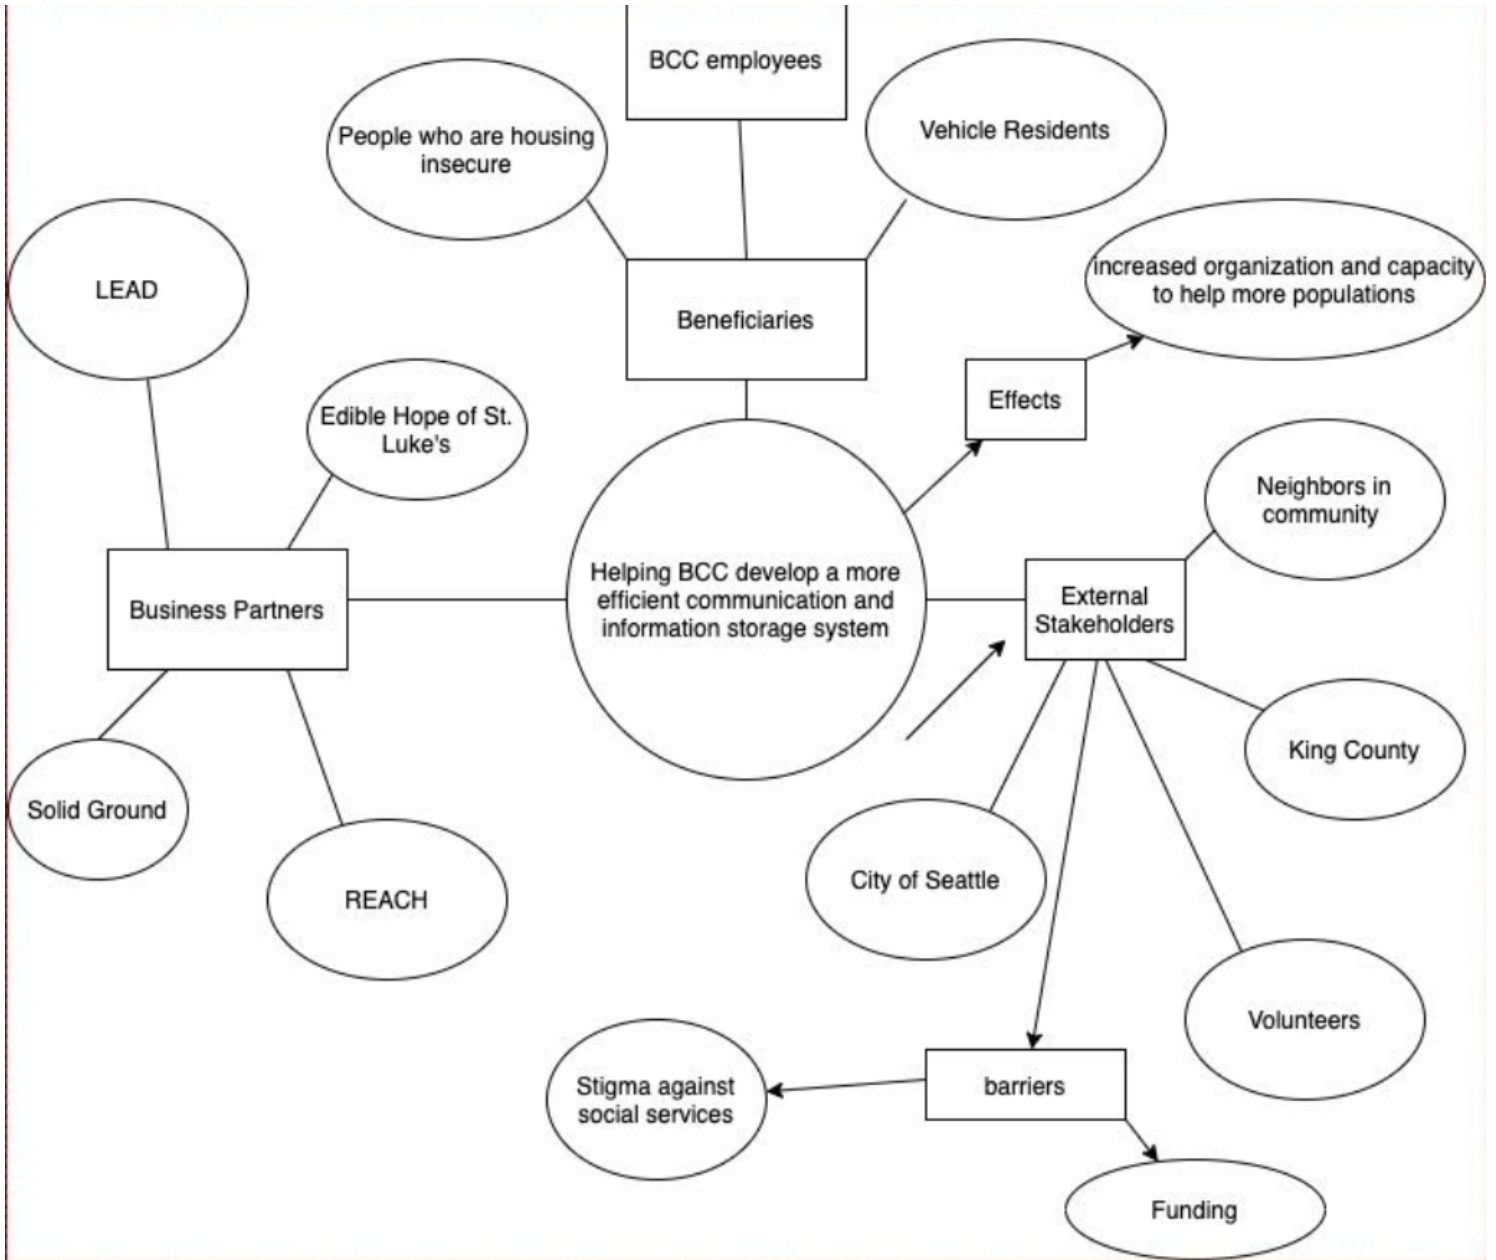 BCC employees
People who are housing
insecure
Vehicle Residents
LEAD
Beneficiaries
increased organization and capacity
to help more populations
Edible Hope of St.
Luke's
Effects
Neighbors in
community
Business Partners
Helping BCC develop a more
efficient communication and
information storage system
External
Stakeholders
King County
Solid Ground
REACH
City of Seattle
Volunteers
Stigma against
social services
barriers
Funding